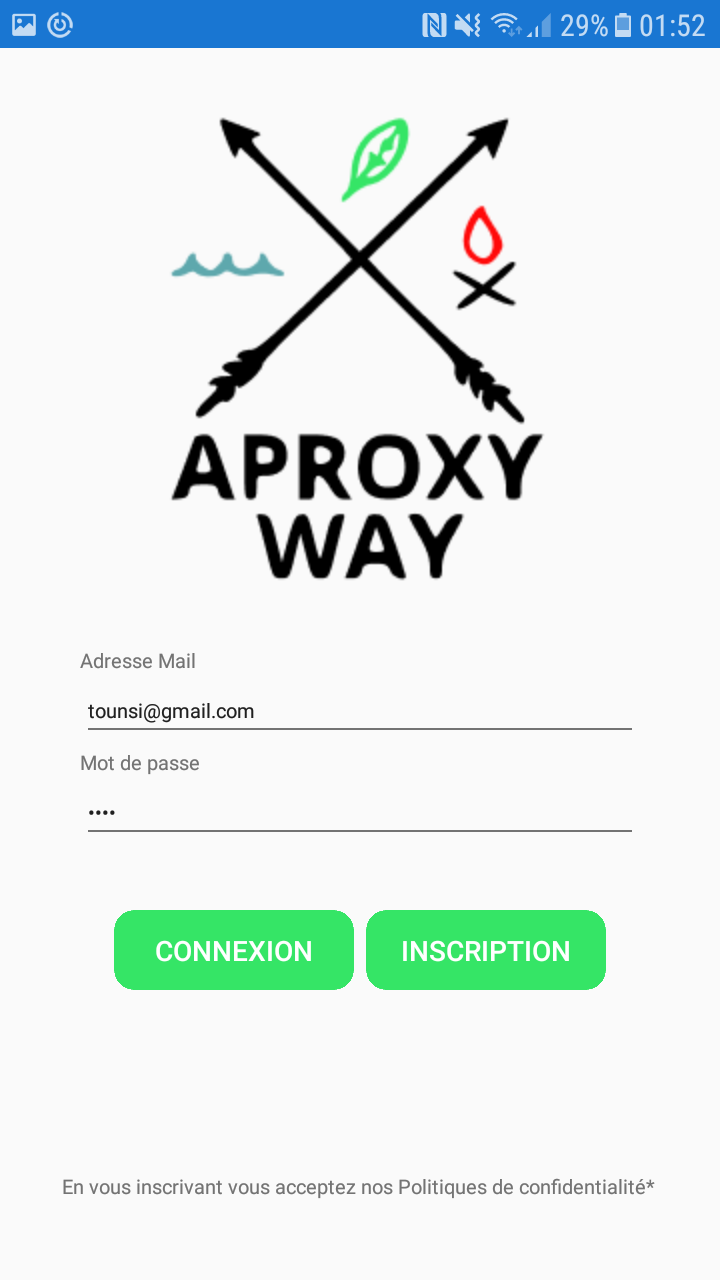 29% 01:52
APROXY
WAY
Adresse Mail
tounsi@gmail.com
Mot de passe
••••
CONNEXION INSCRIPTION
En vous inscrivant vous acceptez nos Politiques de confidentialité*